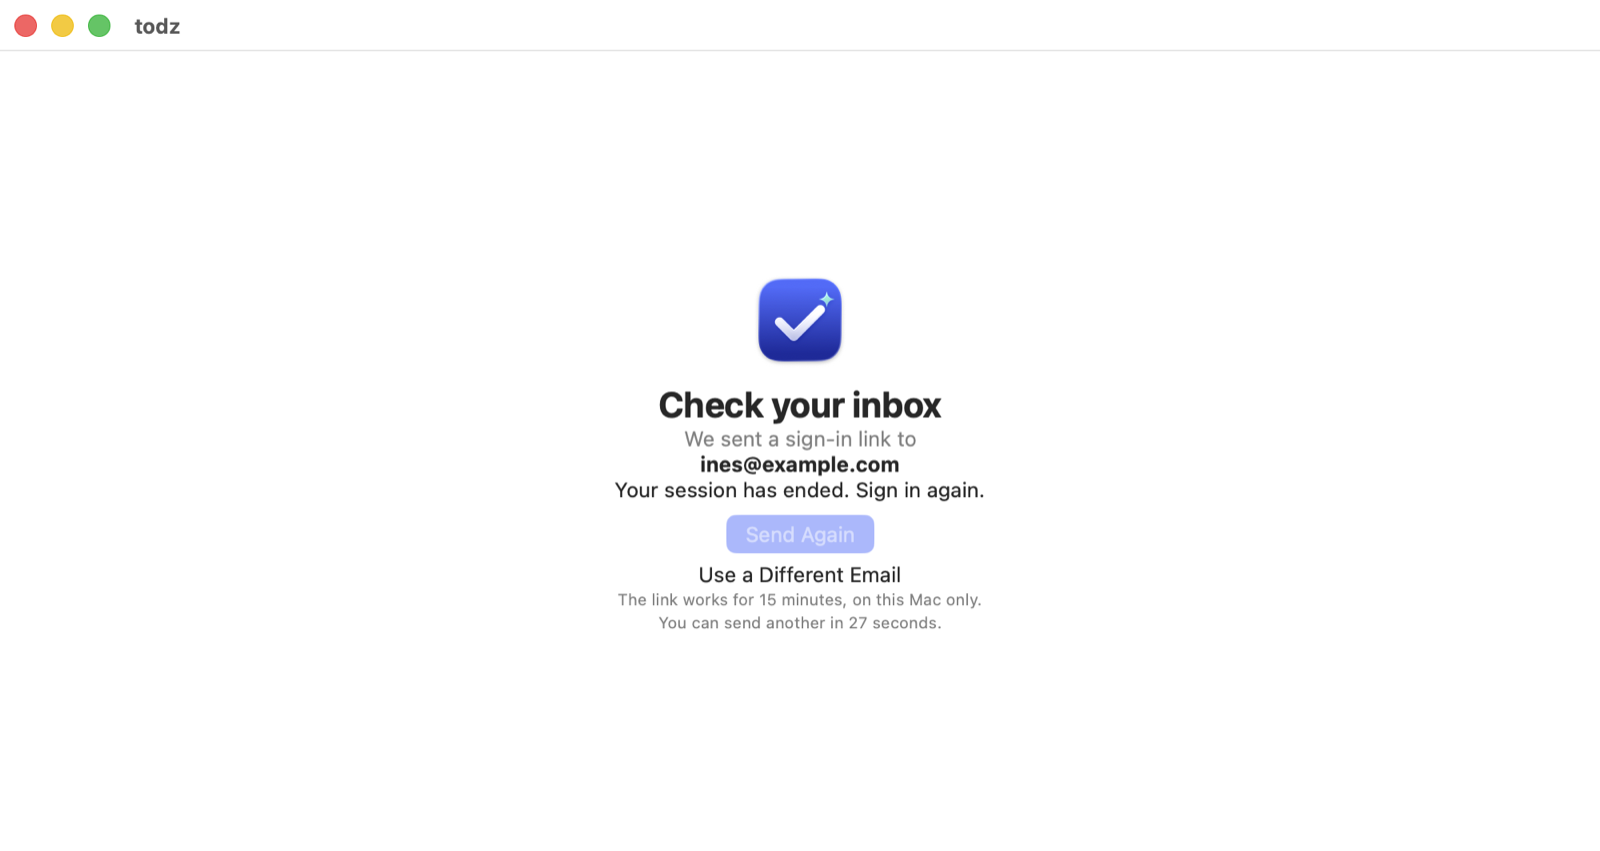 todz
Check your inbox
We sent a sign-in link to
ines@example.com
Your session has ended. Sign in again.
Send Again
Use a Different Email
The link works for 15 minutes, on this Mac only.
You can send another in 27 seconds.